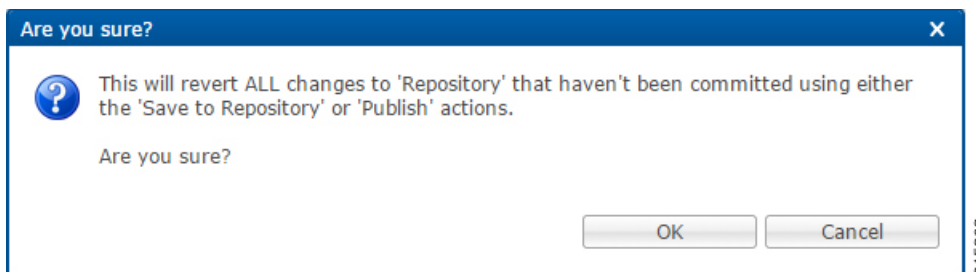 Are you sure?
This will revert ALL changes to 'Repository' that haven't been committed using either
the 'Save to Repository' or 'Publish' actions.
Are you sure?
OK
Cancel